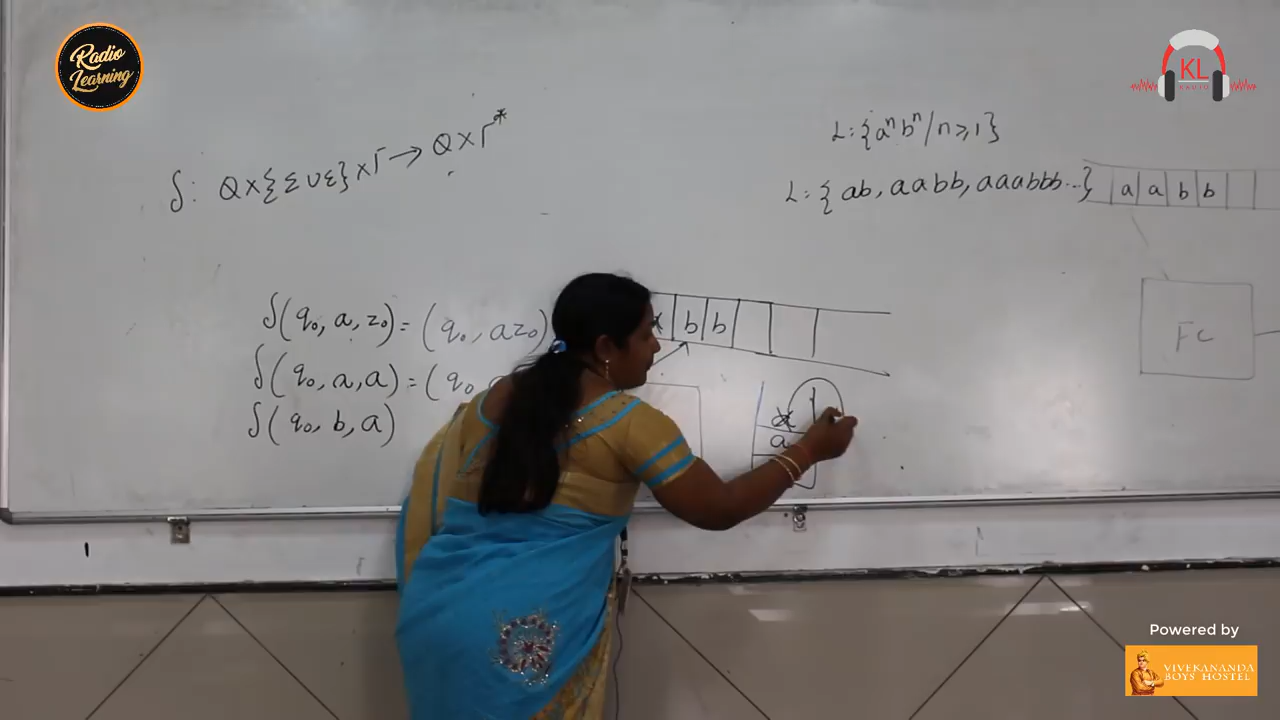 Radio
Learning
KL
RADIO
L = {aⁿbⁿ/n≥1}
δ: Q×{Σ∪ε}×Γ→Q×Γ*
L = {ab, aabb, aaabbb...}
a a b b
δ(q₀, a, z₀) = (q₀, az₀)
b b
FC
δ(q₀, a, a) = (q₀
δ(q₀, b, a)
a
a
Powered by
VIVEKANANDA
BOYS HOSTEL